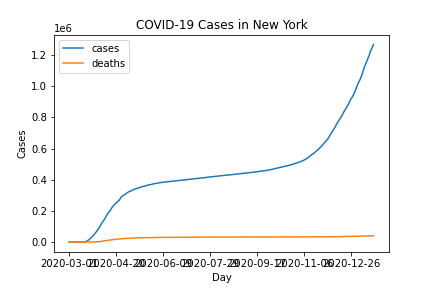 COVID-19 Cases in New York
1e6
cases
deaths
1.2
1.0
0.8
0.6
0.4
0.2
0.0
Cases
2020-03-01 2020-04-20 2020-06-09 2020-07-29 2020-09-17 2020-11-06 2020-12-26
Day